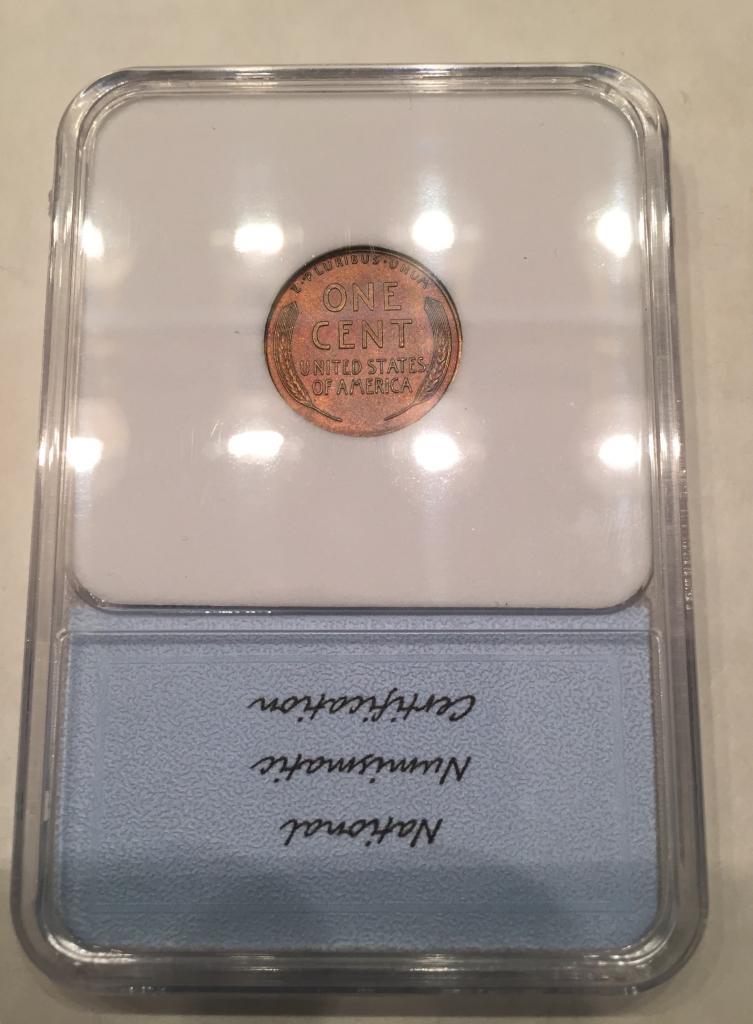 E·PLURIBUS·UNUM
ONE
CENT
UNITED STATES
OF AMERICA
National
Numismatic
Certification